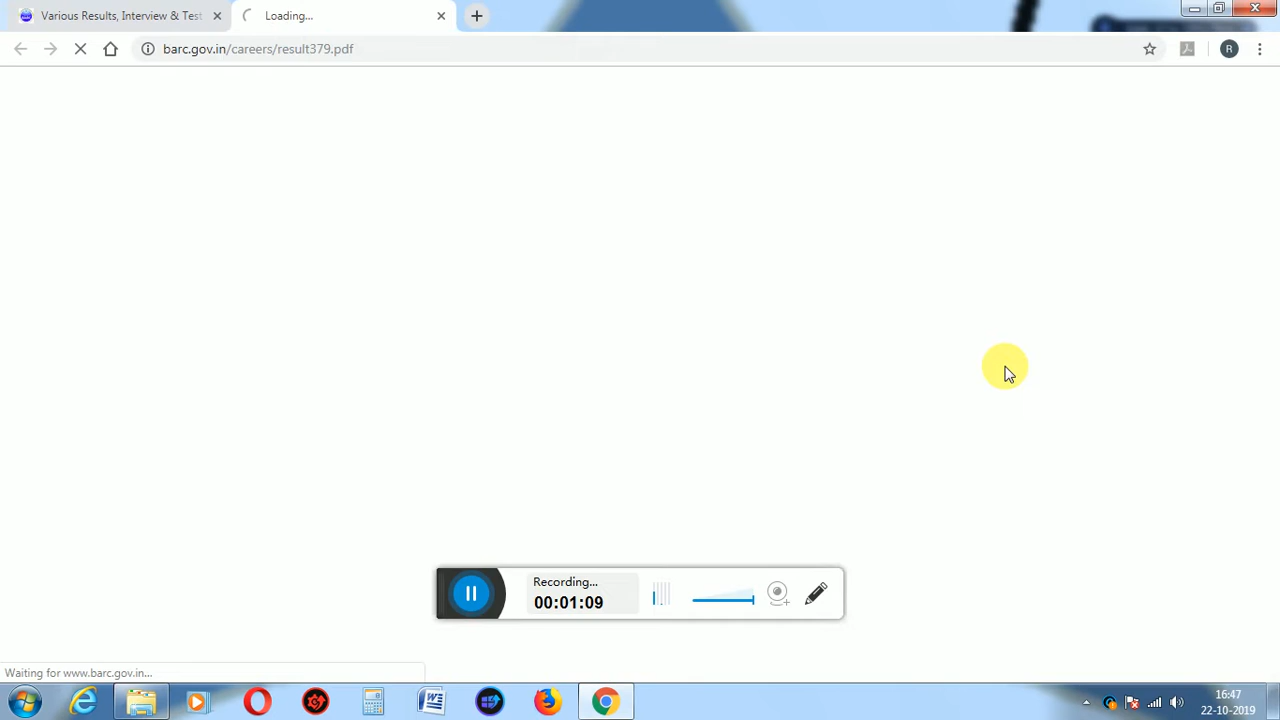 Various Results, Interview & Test
Loading...
barc.gov.in/careers/result379.pdf
R
Recording...
00:01:09
Waiting for www.barc.gov.in...
16:47
22-10-2019